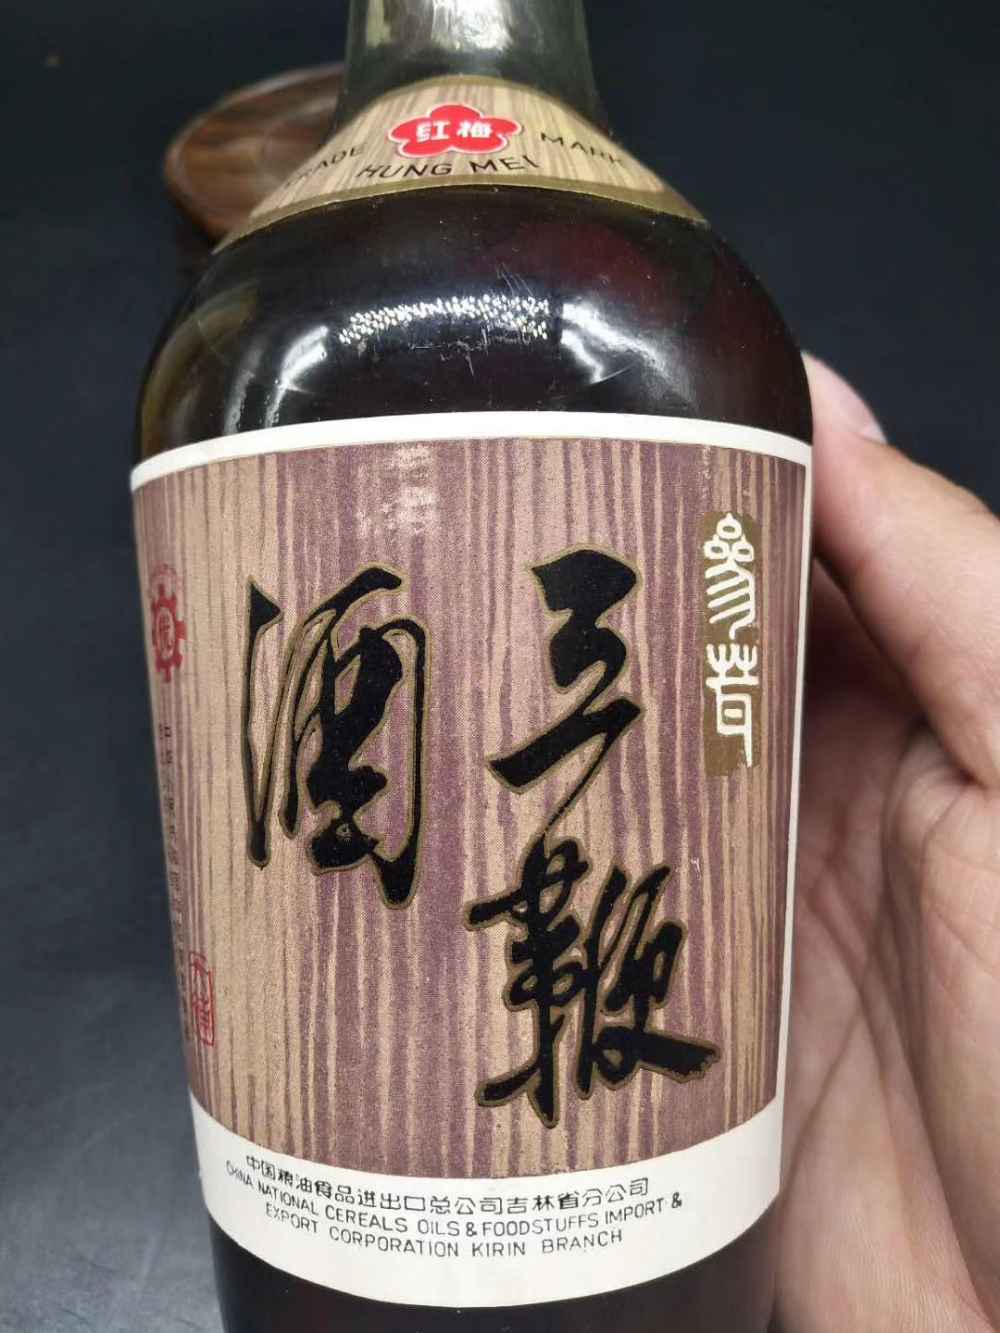 红梅
TRADE MARK
HUNG MEI
参茸
三鞭
酒
中国粮油食品进出口总公司吉林省分公司
CHINA NATIONAL CEREALS OILS & FOODSTUFFS IMPORT &
EXPORT CORPORATION KIRIN BRANCH